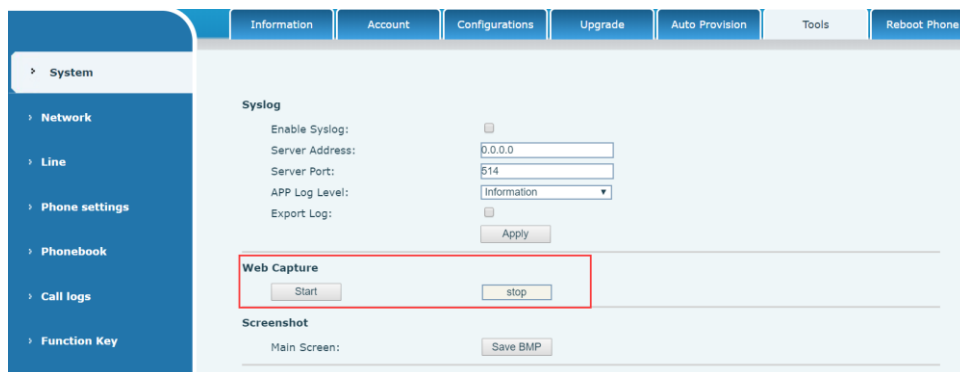 Information Account Configurations Upgrade Auto Provision Tools Reboot Phone
System
Network
Line
Phone settings
Phonebook
Call logs
Function Key
Syslog
Enable Syslog:
Server Address: 0.0.0.0
Server Port: 514
APP Log Level: Information
Export Log:
Apply
Web Capture
Start stop
Screenshot
Main Screen: Save BMP